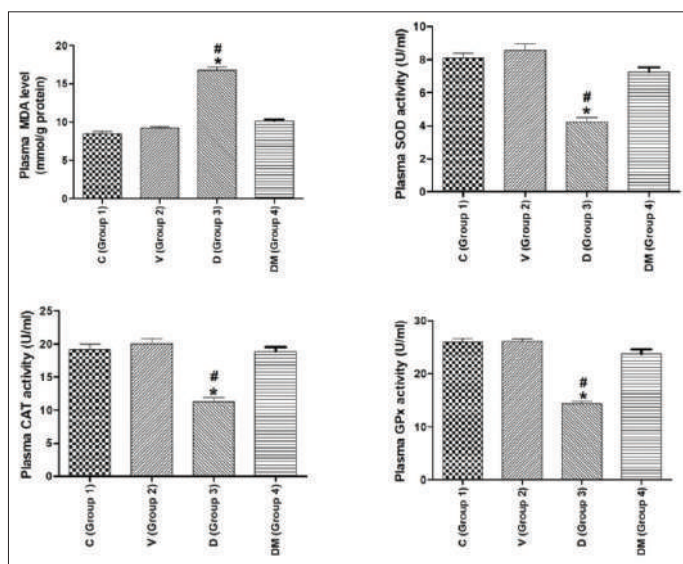 Plasma MDA level
(mmol/g protein)
20
15
10
5
0
#
*
C (Group 1)
V (Group 2)
D (Group 3)
DM (Group 4)
Plasma SOD activity (U/ml)
10
8
6
4
2
0
#
*
C (Group 1)
V (Group 2)
D (Group 3)
DM (Group 4)
Plasma CAT activity (U/ml)
25
20
15
10
5
0
#
*
C (Group 1)
V (Group 2)
D (Group 3)
DM (Group 4)
Plasma GPx activity (U/ml)
30
20
10
0
#
*
C (Group 1)
V (Group 2)
D (Group 3)
DM (Group 4)